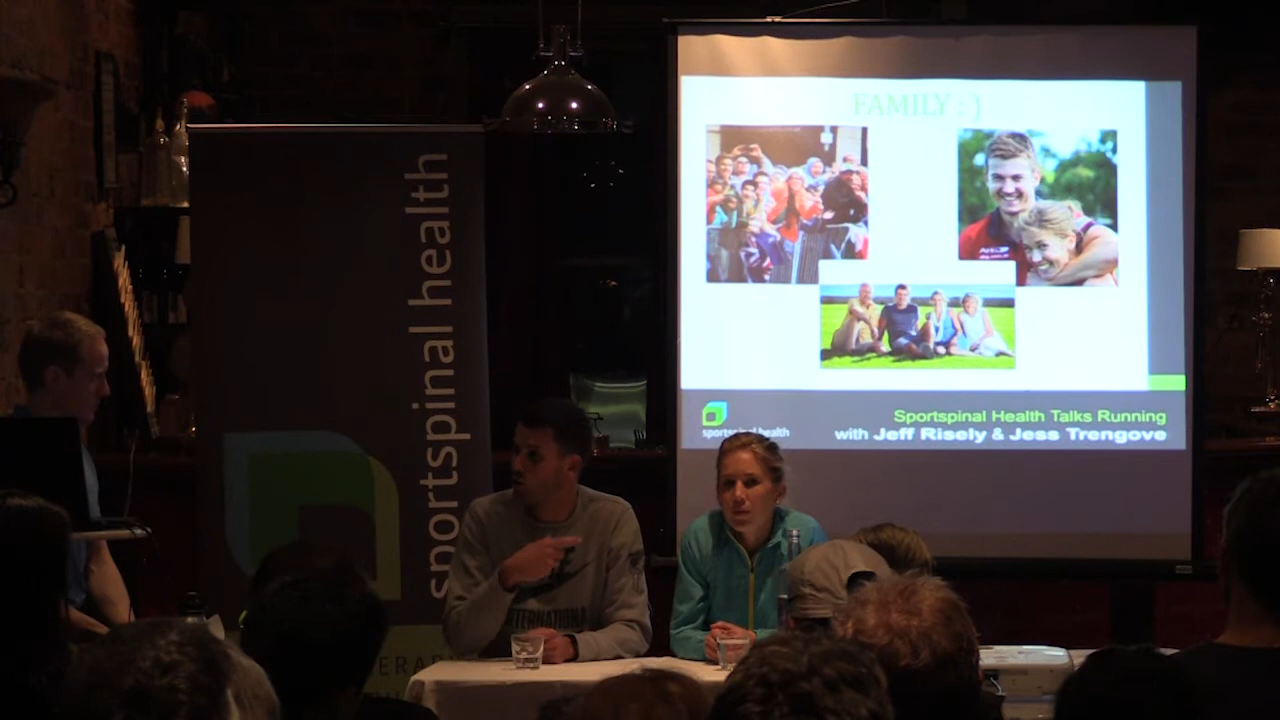 FAMILY : )
sportspinal health
sportspinal health
Sportspinal Health Talks Running
with Jeff Risely & Jess Trengove